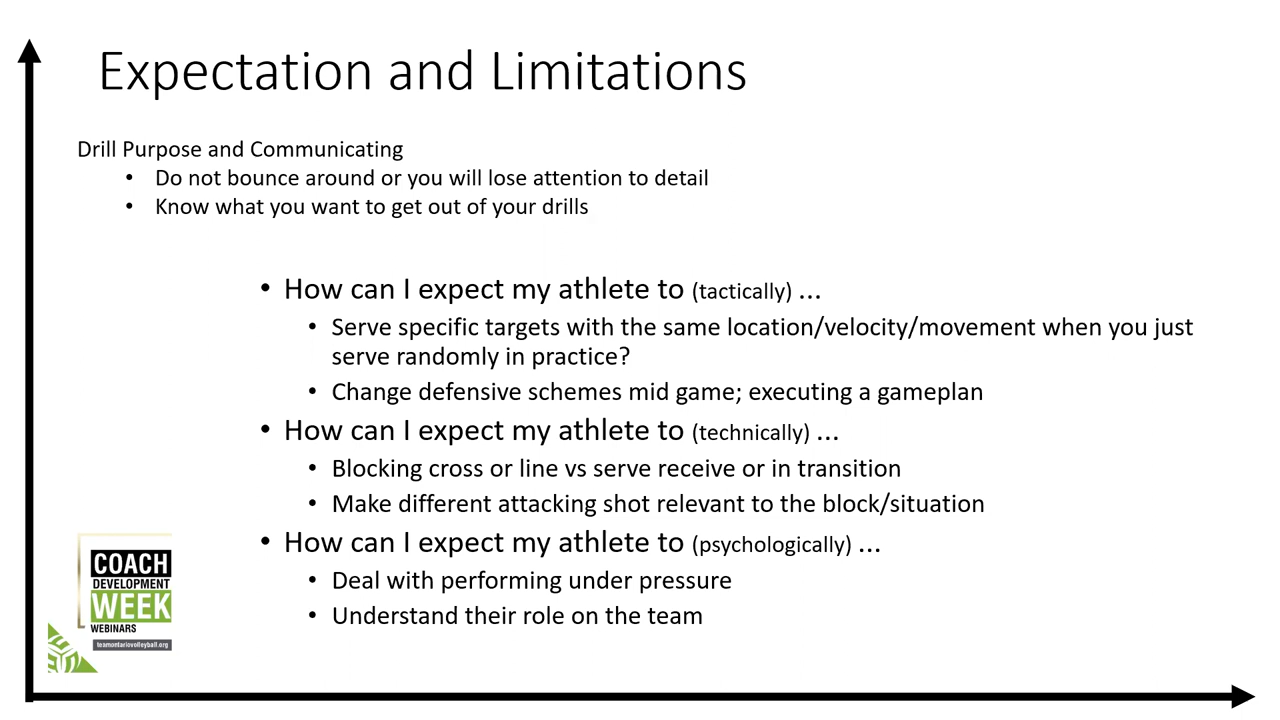 Expectation and Limitations
Drill Purpose and Communicating
• Do not bounce around or you will lose attention to detail
• Know what you want to get out of your drills
• How can I expect my athlete to (tactically) ...
• Serve specific targets with the same location/velocity/movement when you just
serve randomly in practice?
• Change defensive schemes mid game; executing a gameplan
• How can I expect my athlete to (technically) ...
• Blocking cross or line vs serve receive or in transition
• Make different attacking shot relevant to the block/situation
• How can I expect my athlete to (psychologically) ...
• Deal with performing under pressure
• Understand their role on the team
COACH
DEVELOPMENT
WEEK
WEBINARS
teamontariovolleyball.org